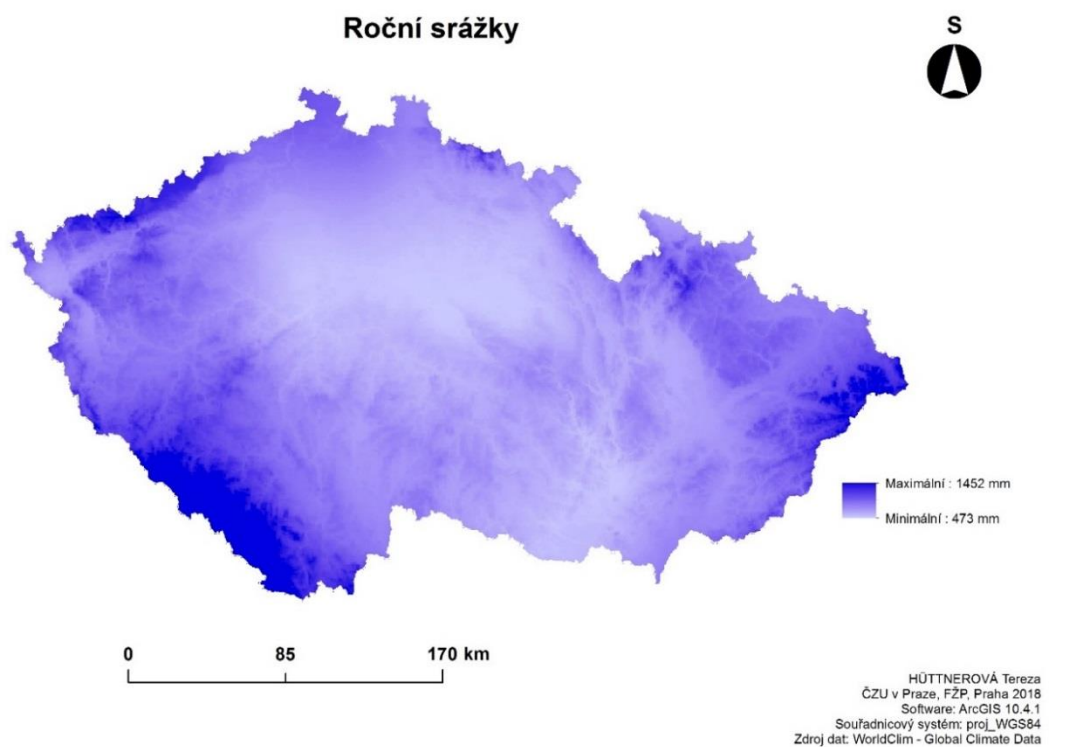 Roční srážky
S
Maximální : 1452 mm
Minimální : 473 mm
0 85 170 km
HÜTTNEROVÁ Tereza
ČZU v Praze, FŽP, Praha 2018
Software: ArcGIS 10.4.1
Souřadnicový systém: proj_WGS84
Zdroj dat: WorldClim - Global Climate Data